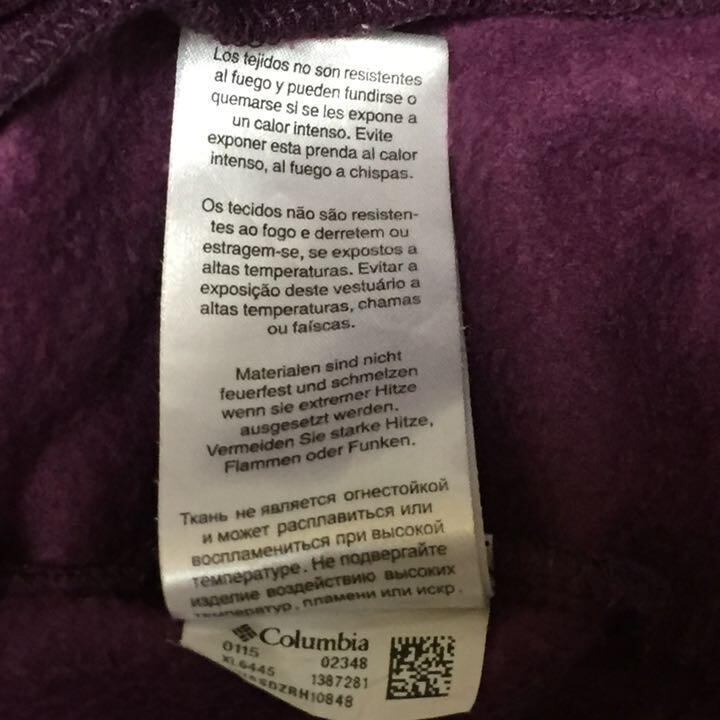 Los tejidos no son resistentes
al fuego y pueden fundirse o
quemarse si se les expone a
un calor intenso. Evite
exponer esta prenda al calor
intenso, al fuego a chispas.
Os tecidos não são resisten-
tes ao fogo e derretem ou
estragem-se, se expostos a
altas temperaturas. Evitar a
exposição deste vestuário a
altas temperaturas, chamas
ou faíscas.
Materialen sind nicht
feuerfest und schmelzen
wenn sie extremer Hitze
ausgesetzt werden.
Vermeiden Sie starke Hitze,
Flammen oder Funken.
Ткань не является огнестойкой
и может расплавиться или
воспламениться при высокой
температуре. Не подвергайте
изделие воздействию высоких
температур, пламени или искр.
Columbia
0115 02348
XL6445 1387281